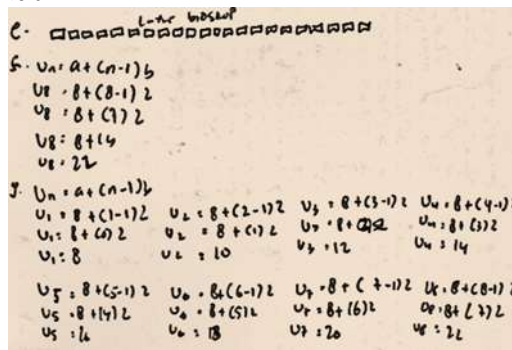 Layar bioskop
e.
f. Un = a + (n-1) b
U8 = 8 + (8-1) 2
U8 = 8 + (7) 2
U8 = 8 + 14
U8 = 22
g. Un = a + (n-1) b
U1 = 8 + (1-1) 2 U2 = 8 + (2-1) 2 U3 = 8 + (3-1) 2 U4 = 8 + (4-1) 2
U1 = 8 + (0) 2 U2 = 8 + (1) 2 U3 = 8 + (2) 2 U4 = 8 + (3) 2
U1 = 8 U2 = 10 U3 = 12 U4 = 14
U5 = 8 + (5-1) 2 U6 = 8 + (6-1) 2 U7 = 8 + (7-1) 2 U8 = 8 + (8-1) 2
U5 = 8 + (4) 2 U6 = 8 + (5) 2 U7 = 8 + (6) 2 U8 = 8 + (7) 2
U5 = 16 U6 = 18 U7 = 20 U8 = 22